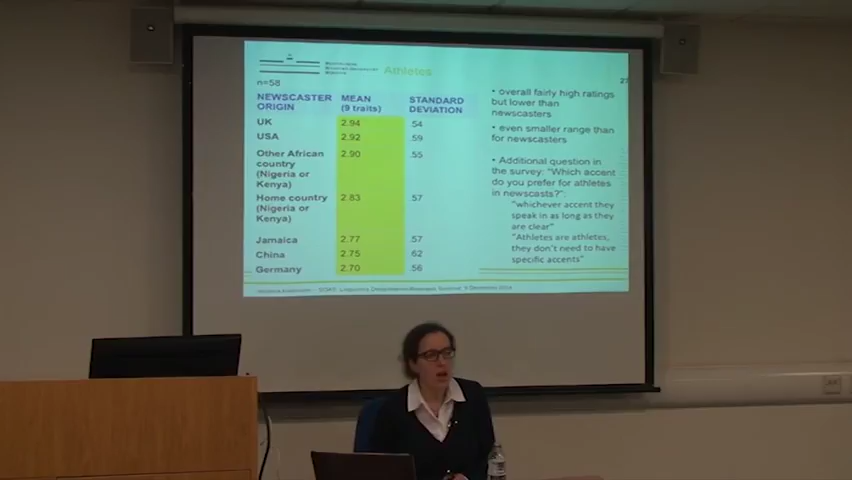 Athletes
27
n=58
NEWSCASTER ORIGIN MEAN (9 traits) STANDARD DEVIATION
UK 2.94 .54
USA 2.92 .59
Other African country (Nigeria or Kenya) 2.90 .55
Home country (Nigeria or Kenya) 2.83 .57
Jamaica 2.77 .57
China 2.75 .62
Germany 2.70 .56
• overall fairly high ratings
but lower than
newscasters
• even smaller range than
for newscasters
• Additional question in
the survey: "Which accent
do you prefer for athletes
in newscasts?":
"whichever accent they
speak in as long as they
are clear"
"Athletes are athletes,
they don't need to have
specific accents"